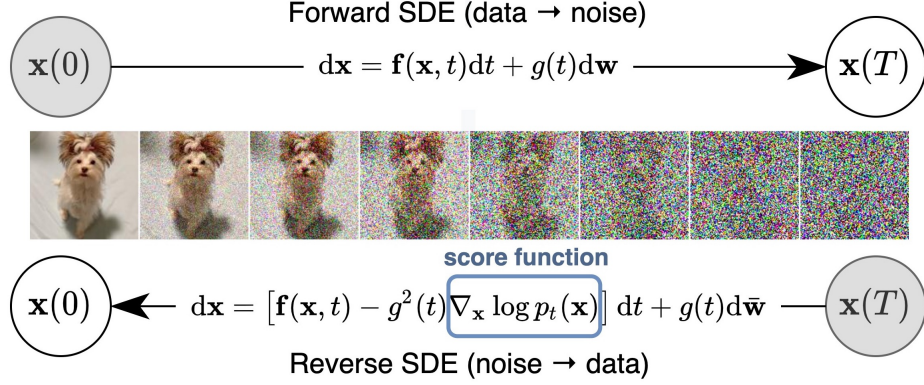 Forward SDE (data → noise)
x(0) dx = f(x, t)dt + g(t)dw x(T)
score function
x(0) dx = [f(x, t) − g²(t)∇ₓ log pₜ(x)] dt + g(t)dw̄ x(T)
Reverse SDE (noise → data)